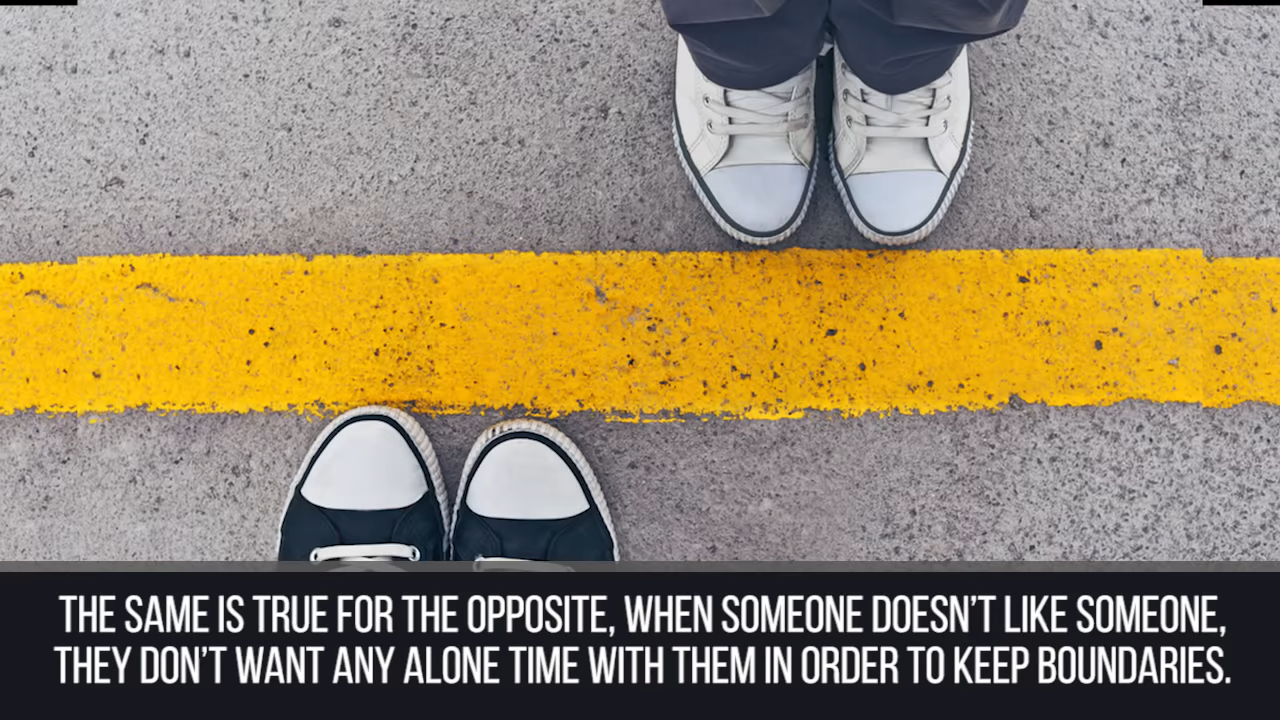 THE SAME IS TRUE FOR THE OPPOSITE, WHEN SOMEONE DOESN'T LIKE SOMEONE,
THEY DON'T WANT ANY ALONE TIME WITH THEM IN ORDER TO KEEP BOUNDARIES.